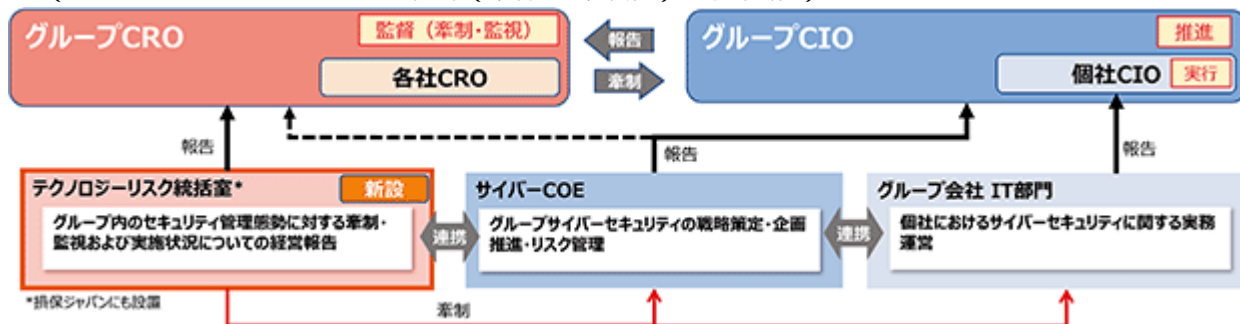 グループCRO
監督（牽制・監視）
各社CRO
報告
牽制
グループCIO
推進
個社CIO
実行
報告
報告
報告
テクノロジーリスク統括室*
新設
グループ内のセキュリティ管理態勢に対する牽制・
監視および実施状況についての経営報告
連携
サイバーCOE
グループサイバーセキュリティの戦略策定・企画
推進・リスク管理
連携
グループ会社 IT部門
個社におけるサイバーセキュリティに関する実務
運営
*損保ジャパンにも設置
牽制